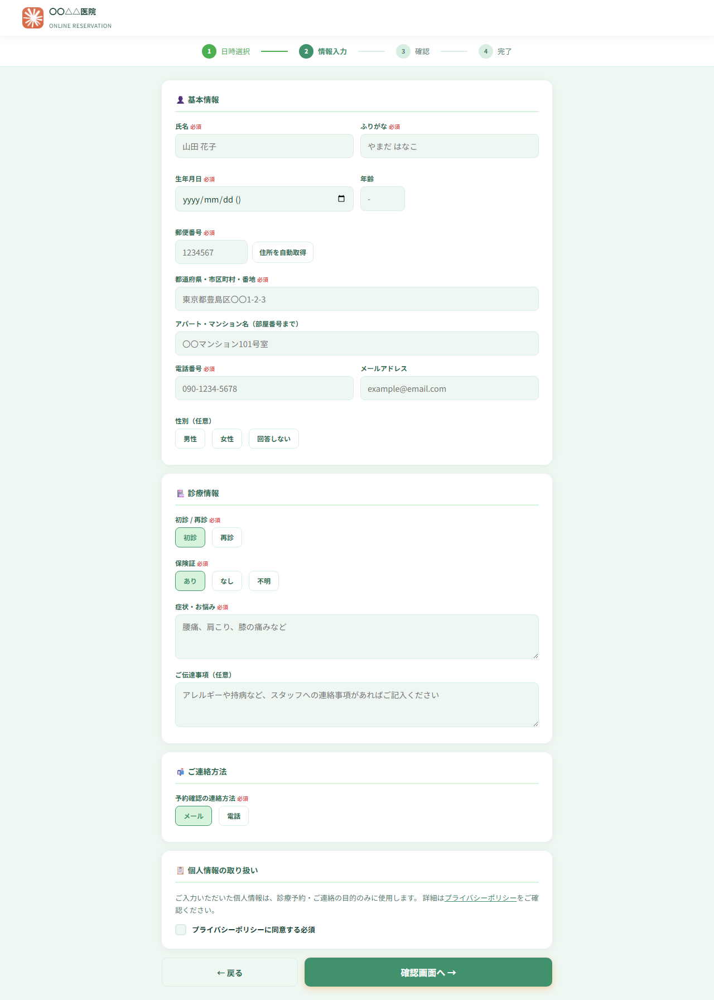 〇〇△△医院
ONLINE RESERVATION
1 日時選択 2 情報入力 3 確認 4 完了
基本情報
氏名 必須 ふりがな 必須
山田 花子 やまだ はなこ
生年月日 必須 年齢
yyyy/mm/dd () -
郵便番号 必須
1234567 住所を自動取得
都道府県・市区町村・番地 必須
東京都豊島区〇〇1-2-3
アパート・マンション名（部屋番号まで）
〇〇マンション101号室
電話番号 必須 メールアドレス
090-1234-5678 example@email.com
性別（任意）
男性 女性 回答しない
診療情報
初診 / 再診 必須
初診 再診
保険証 必須
あり なし 不明
症状・お悩み 必須
腰痛、肩こり、膝の痛みなど
ご伝達事項（任意）
アレルギーや持病など、スタッフへの連絡事項があればご記入ください
ご連絡方法
予約確認の連絡方法 必須
メール 電話
個人情報の取り扱い
ご入力いただいた個人情報は、診療予約・ご連絡の目的のみに使用します。 詳細はプライバシーポリシーをご確
認ください。
プライバシーポリシーに同意する必須
← 戻る 確認画面へ →